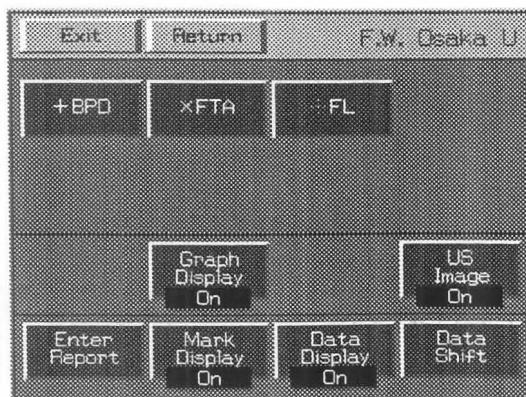 Exit Return F.W. Osaka U
+BPD ×FTA ∴FL
Graph
Display
On
US
Image
On
Enter
Report
Mark
Display
On
Data
Display
On
Data
Shift